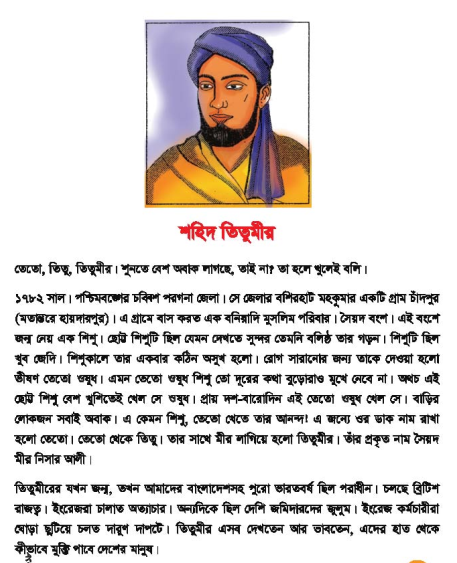 শহিদ তিতুমীর
তেতো, তিতু, তিতুমীর। শুনতে বেশ অবাক লাগছে, তাই না? তা হলে খুলেই বলি।
১৭৮২ সাল। পশ্চিমবঙ্গের চব্বিশ পরগনা জেলা। সে জেলার বশিরহাট মহকুমার একটি গ্রাম চাঁদপুর
(মতান্তরে হায়দারপুর)। এ গ্রামে বাস করত এক বনিয়াদি মুসলিম পরিবার। সৈয়দ বংশ। এই বংশে
জন্ম নেয় এক শিশু। ছোট্ট শিশুটি ছিল যেমন দেখতে সুন্দর তেমনি বলিষ্ঠ তার গড়ন। শিশুটি ছিল
খুব জেদি। শিশুকালে তার একবার কঠিন অসুখ হলো। রোগ সারানোর জন্য তাকে দেওয়া হলো
ভীষণ তেতো ওষুধ। এমন তেতো ওষুধ শিশু তো দূরের কথা বুড়োরাও মুখে নেবে না। অথচ এই
ছোট্ট শিশু বেশ খুশিতেই খেল সে ওষুধ। প্রায় দশ-বারোদিন এই তেতো ওষুধ খেল সে। বাড়ির
লোকজন সবাই অবাক। এ কেমন শিশু, তেতো খেতে তার আনন্দ! এ জন্যে ওর ডাক নাম রাখা
হলো তেতো। তেতো থেকে তিতু। তার সাথে মীর লাগিয়ে হলো তিতুমীর। তাঁর প্রকৃত নাম সৈয়দ
মীর নিসার আলী।
তিতুমীরের যখন জন্ম, তখন আমাদের বাংলাদেশসহ পুরো ভারতবর্ষ ছিল পরাধীন। চলছে ব্রিটিশ
রাজত্ব। ইংরেজরা চালাত অত্যাচার। অন্যদিকে ছিল দেশি জমিদারদের জুলুম। ইংরেজ কর্মচারীরা
ঘোড়া ছুটিয়ে চলত দারুণ দাপটে। তিতুমীর এসব দেখতেন আর ভাবতেন, এদের হাত থেকে
কীভাবে মুক্তি পাবে দেশের মানুষ।